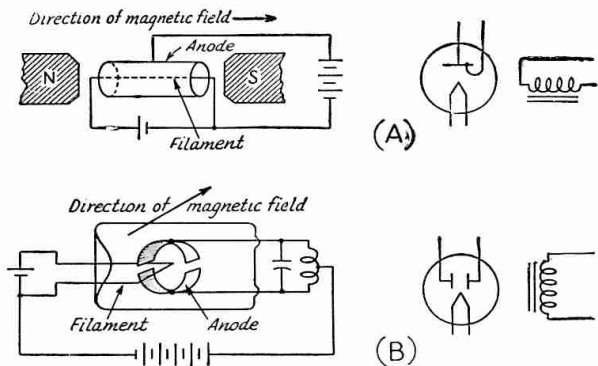 Direction of magnetic field
Anode
N
S
Filament
(A)
Direction of magnetic field
Filament
Anode
(B)